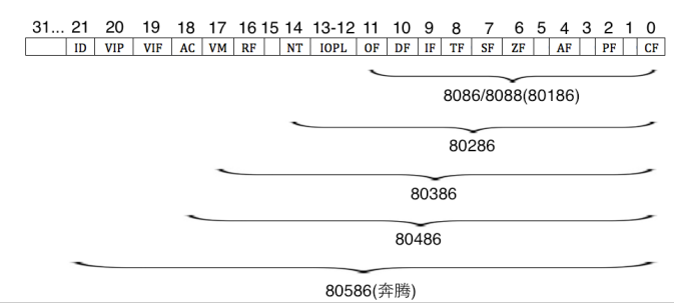 31... 21 20 19 18 17 16 15 14 13-12 11 10 9 8 7 6 5 4 3 2 1 0
ID VIP VIF AC VM RF NT IOPL OF DF IF TF SF ZF AF PF CF
8086/8088(80186)
80286
80386
80486
80586(奔腾)